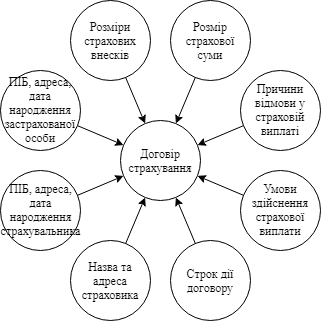 Розміри
страхових
внесків
Розмір
страхової
суми
ПІБ, адреса,
дата
народження
застрахованої
особи
Причини
відмови у
страховій
виплаті
Договір
страхування
ПІБ, адреса,
дата
народження
страхувальника
Умови
здійснення
страхової
виплати
Назва та
адреса
страховика
Строк дії
договору